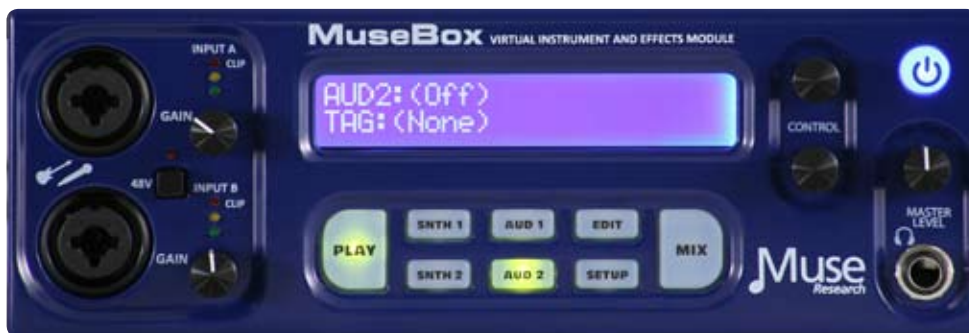 INPUT A
CLIP
GAIN
48V
INPUT B
CLIP
GAIN
MuseBox VIRTUAL INSTRUMENT AND EFFECTS MODULE
AUD2:(Off)
TAG:(None)
PLAY
SNTH 1
AUD 1
EDIT
SNTH 2
AUD 2
SETUP
MIX
CONTROL
MASTER
LEVEL
Muse
Research